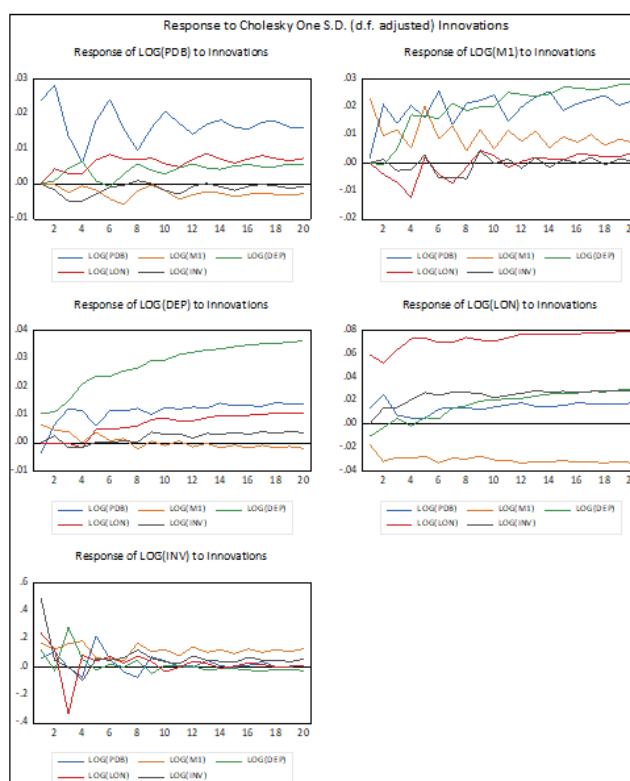 Response to Cholesky One S.D. (d.f. adjusted) Innovations
Response of LOG(PDB) to Innovations
.03
.02
.01
.00
-.01
2 4 6 8 10 12 14 16 18 20
LOG(PDB) LOG(M1) LOG(DEP)
LOG(LON) LOG(INV)
Response of LOG(M1) to Innovations
.03
.02
.01
.00
-.01
-.02
2 4 6 8 10 12 14 16 18 20
LOG(PDB) LOG(M1) LOG(DEP)
LOG(LON) LOG(INV)
Response of LOG(DEP) to Innovations
.04
.03
.02
.01
.00
-.01
2 4 6 8 10 12 14 16 18 20
LOG(PDB) LOG(M1) LOG(DEP)
LOG(LON) LOG(INV)
Response of LOG(LON) to Innovations
.08
.06
.04
.02
.00
-.02
-.04
2 4 6 8 10 12 14 16 18 20
LOG(PDB) LOG(M1) LOG(DEP)
LOG(LON) LOG(INV)
Response of LOG(INV) to Innovations
.6
.4
.2
.0
-.2
-.4
2 4 6 8 10 12 14 16 18 20
LOG(PDB) LOG(M1) LOG(DEP)
LOG(LON) LOG(INV)